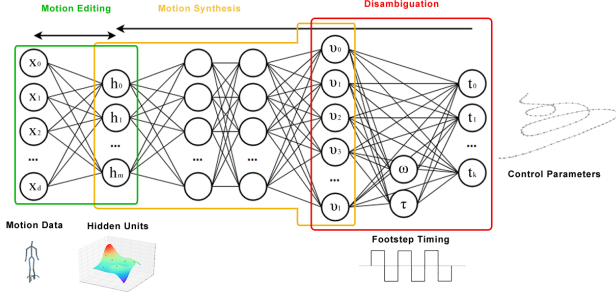 Motion Editing
Motion Synthesis
Disambiguation
x0
x1
x2
...
xd
h0
h1
...
hm
...
...
υ0
υ1
υ2
υ3
...
υl
ω
τ
t0
t1
...
tk
Control Parameters
Motion Data
Hidden Units
Footstep Timing